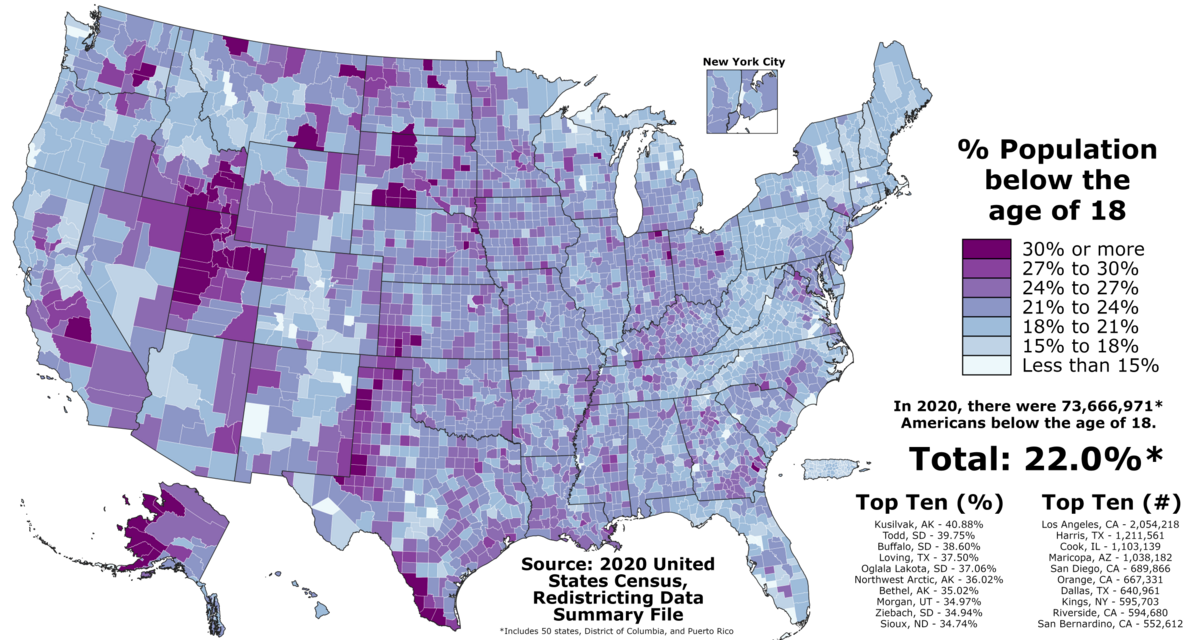 New York City
% Population
below the
age of 18
30% or more
27% to 30%
24% to 27%
21% to 24%
18% to 21%
15% to 18%
Less than 15%
In 2020, there were 73,666,971*
Americans below the age of 18.
Total: 22.0%*
Top Ten (%)
Kusilvak, AK - 40.88%
Todd, SD - 39.75%
Buffalo, SD - 38.60%
Loving, TX - 37.50%
Oglala Lakota, SD - 37.06%
Northwest Arctic, AK - 36.02%
Bethel, AK - 35.02%
Morgan, UT - 34.97%
Ziebach, SD - 34.94%
Sioux, ND - 34.74%
Top Ten (#)
Los Angeles, CA - 2,054,218
Harris, TX - 1,211,561
Cook, IL - 1,103,139
Maricopa, AZ - 1,038,182
San Diego, CA - 689,866
Orange, CA - 667,331
Dallas, TX - 640,961
Kings, NY - 595,703
Riverside, CA - 594,680
San Bernardino, CA - 552,612
Source: 2020 United
States Census,
Redistricting Data
Summary File
*Includes 50 states, District of Columbia, and Puerto Rico